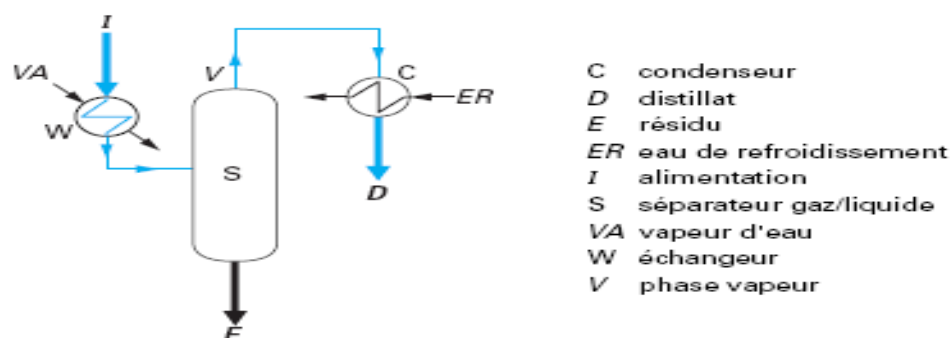 I
VA
W
V
S
C
ER
D
E
C condenseur
D distillat
E résidu
ER eau de refroidissement
I alimentation
S séparateur gaz/liquide
VA vapeur d'eau
W échangeur
V phase vapeur